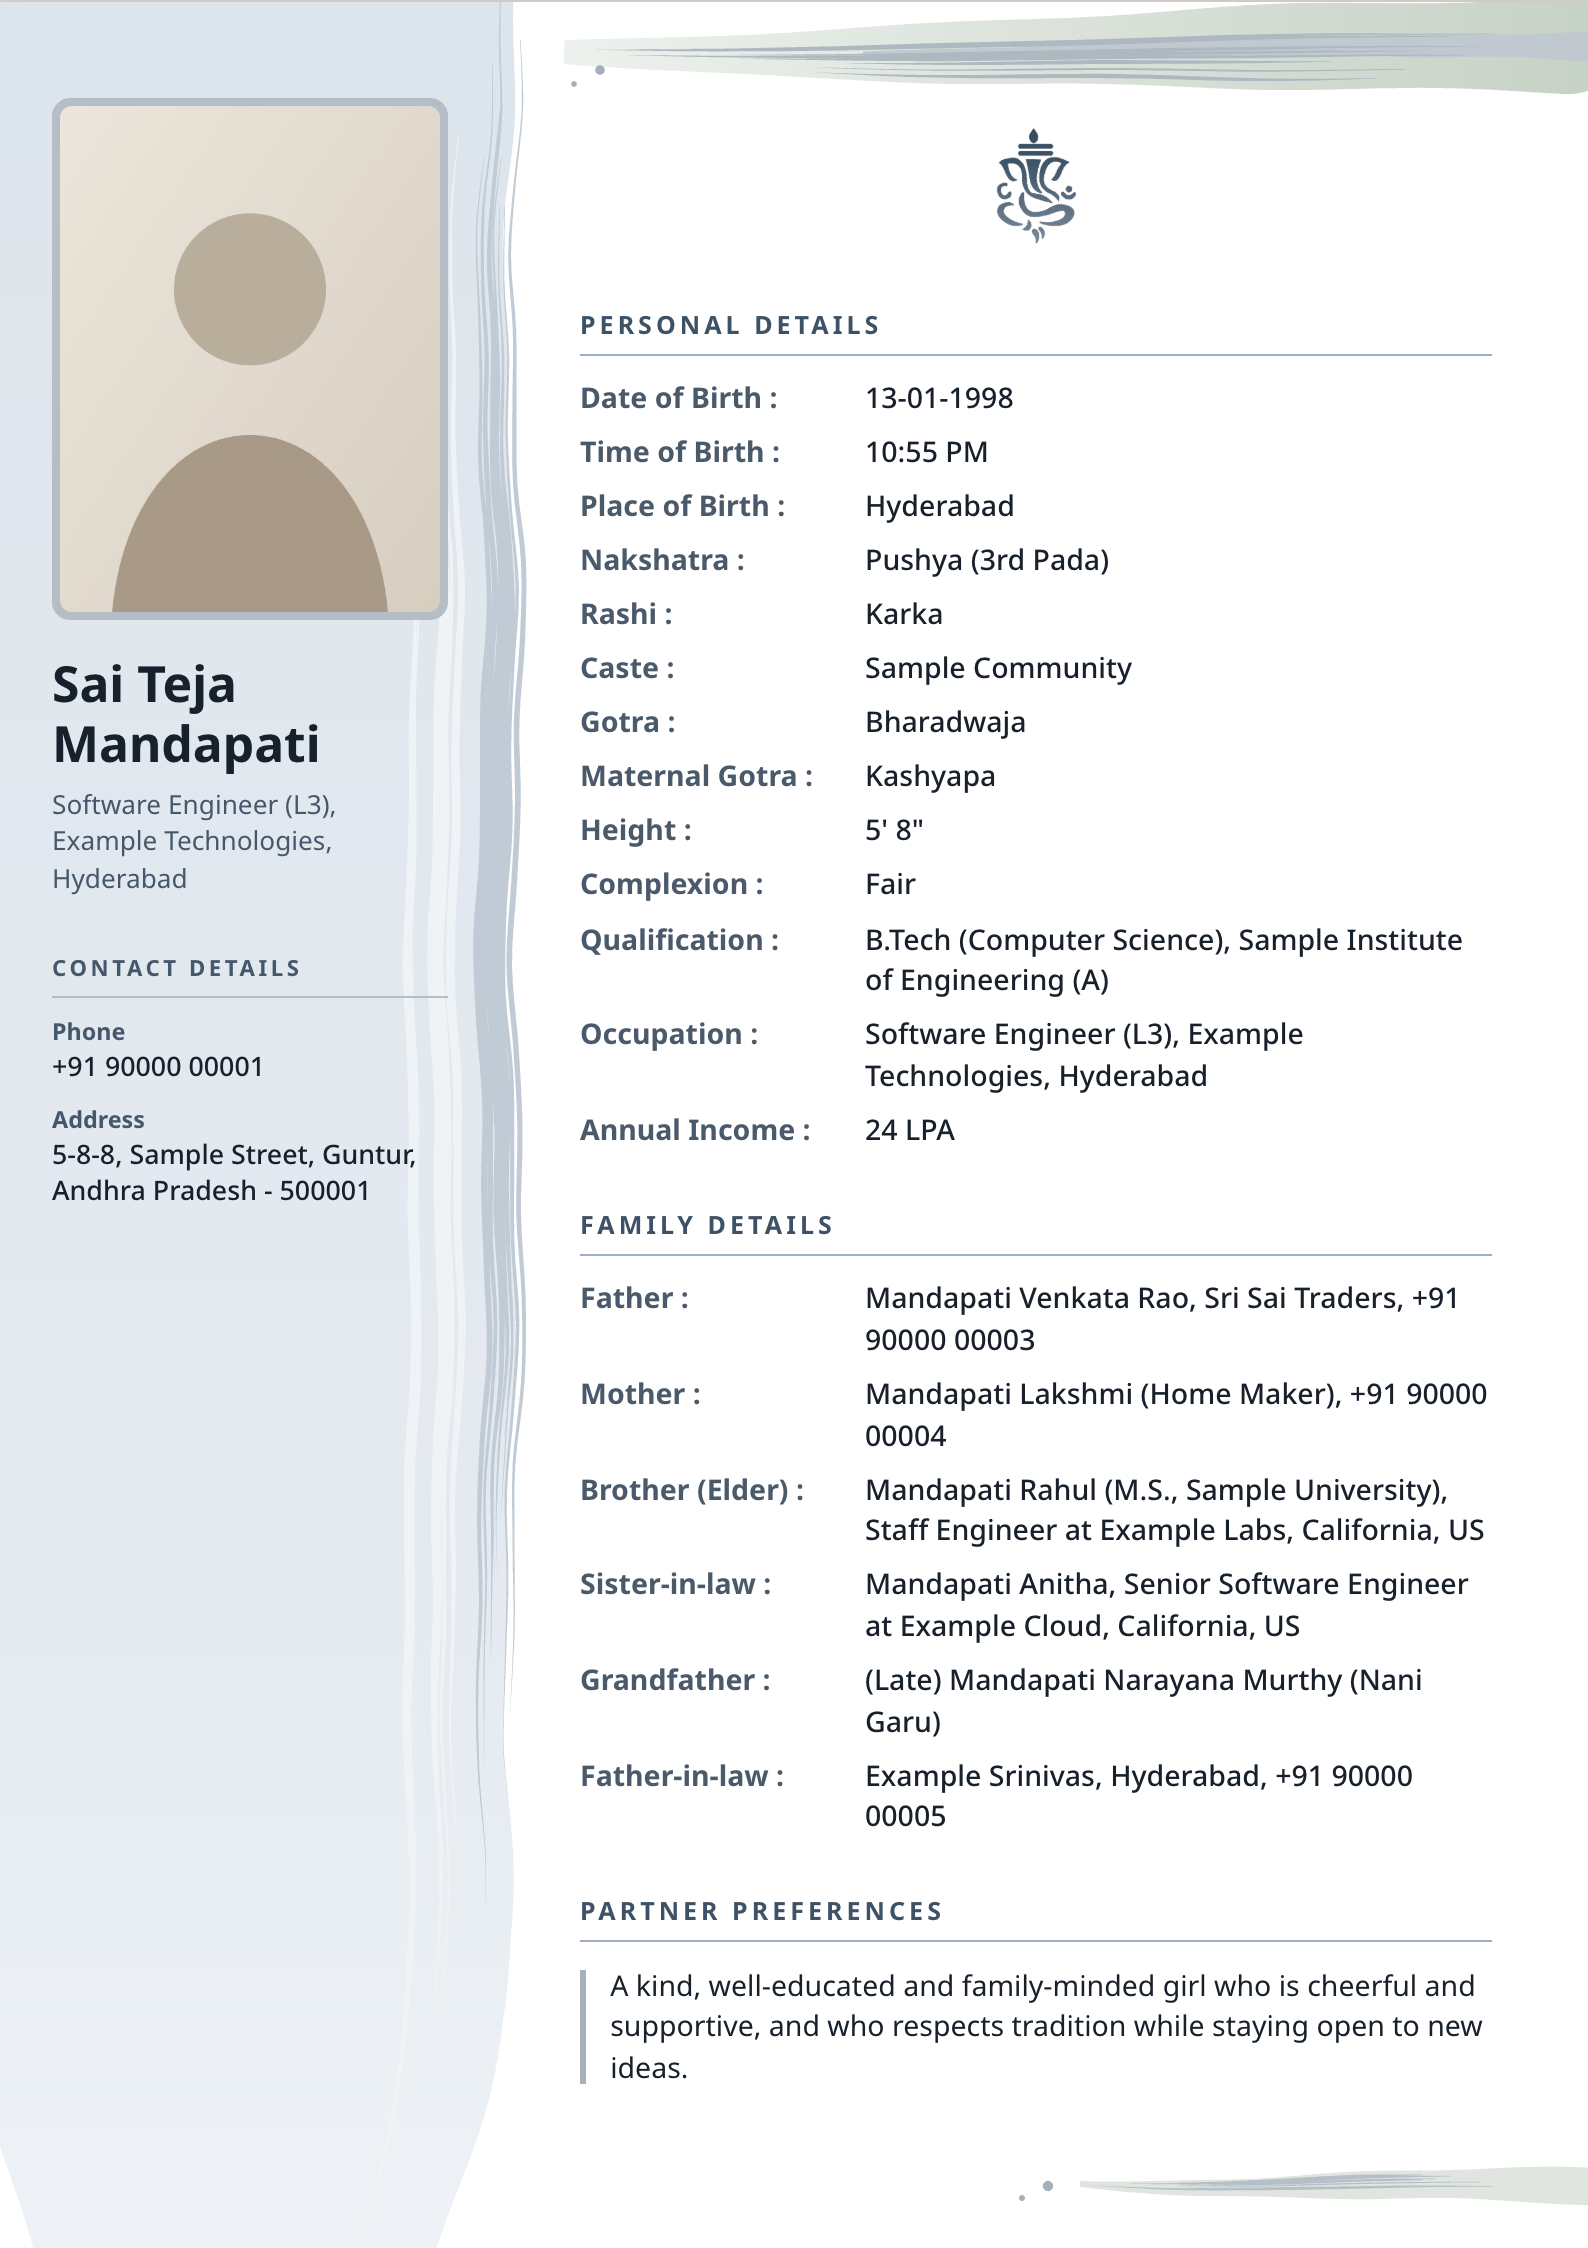 Sai Teja
Mandapati
Software Engineer (L3),
Example Technologies,
Hyderabad
CONTACT DETAILS
Phone
+91 90000 00001
Address
5-8-8, Sample Street, Guntur,
Andhra Pradesh - 500001
PERSONAL DETAILS
Date of Birth : 13-01-1998
Time of Birth : 10:55 PM
Place of Birth : Hyderabad
Nakshatra : Pushya (3rd Pada)
Rashi : Karka
Caste : Sample Community
Gotra : Bharadwaja
Maternal Gotra : Kashyapa
Height : 5' 8"
Complexion : Fair
Qualification : B.Tech (Computer Science), Sample Institute
of Engineering (A)
Occupation : Software Engineer (L3), Example
Technologies, Hyderabad
Annual Income : 24 LPA
FAMILY DETAILS
Father : Mandapati Venkata Rao, Sri Sai Traders, +91
90000 00003
Mother : Mandapati Lakshmi (Home Maker), +91 90000
00004
Brother (Elder) : Mandapati Rahul (M.S., Sample University),
Staff Engineer at Example Labs, California, US
Sister-in-law : Mandapati Anitha, Senior Software Engineer
at Example Cloud, California, US
Grandfather : (Late) Mandapati Narayana Murthy (Nani
Garu)
Father-in-law : Example Srinivas, Hyderabad, +91 90000
00005
PARTNER PREFERENCES
A kind, well-educated and family-minded girl who is cheerful and
supportive, and who respects tradition while staying open to new
ideas.